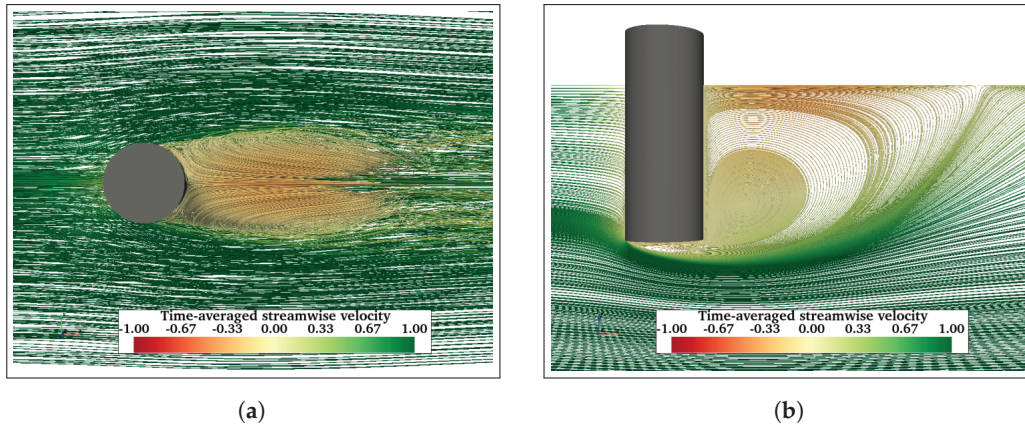 Time-averaged streamwise velocity
-1.00 -0.67 -0.33 0.00 0.33 0.67 1.00
Time-averaged streamwise velocity
-1.00 -0.67 -0.33 0.00 0.33 0.67 1.00
(a)
(b)